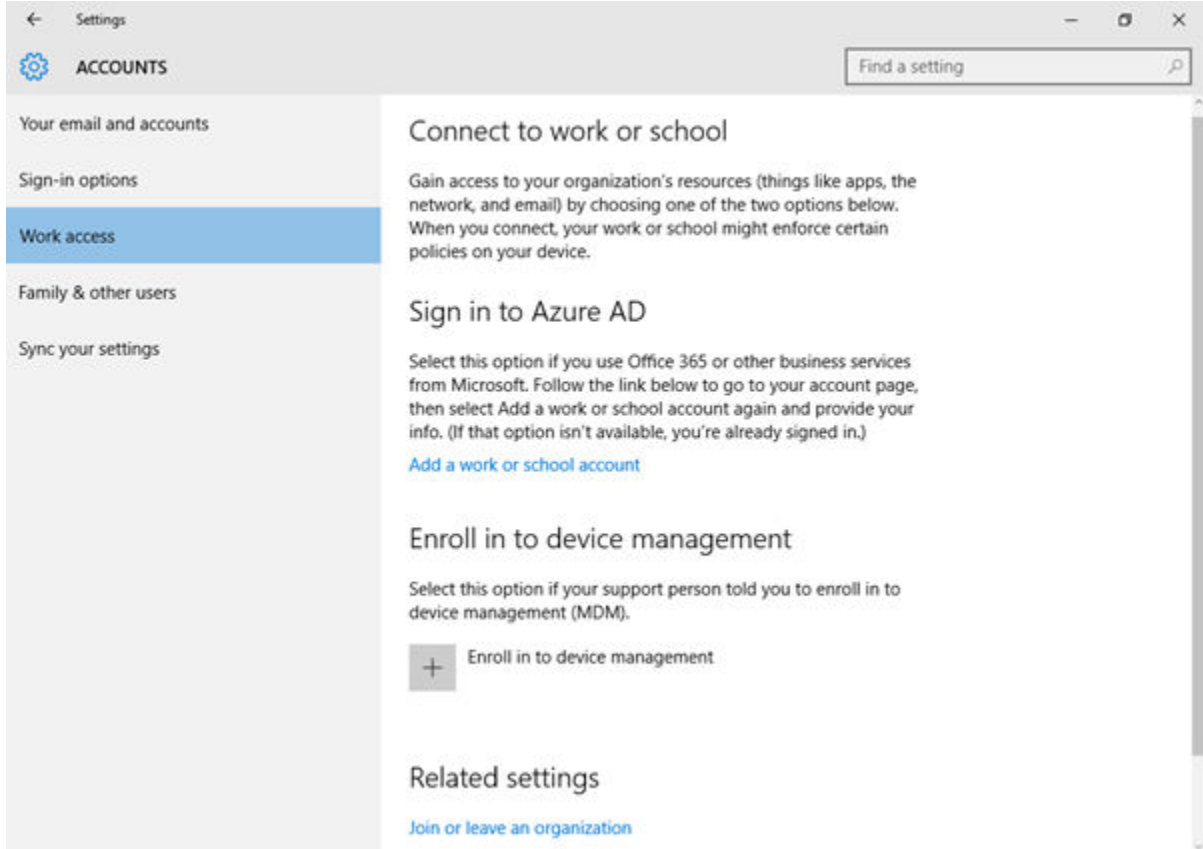 Settings
ACCOUNTS
Find a setting
Your email and accounts
Sign-in options
Work access
Family & other users
Sync your settings
Connect to work or school
Gain access to your organization's resources (things like apps, the
network, and email) by choosing one of the two options below.
When you connect, your work or school might enforce certain
policies on your device.
Sign in to Azure AD
Select this option if you use Office 365 or other business services
from Microsoft. Follow the link below to go to your account page,
then select Add a work or school account again and provide your
info. (If that option isn't available, you're already signed in.)
Add a work or school account
Enroll in to device management
Select this option if your support person told you to enroll in to
device management (MDM).
Enroll in to device management
Related settings
Join or leave an organization